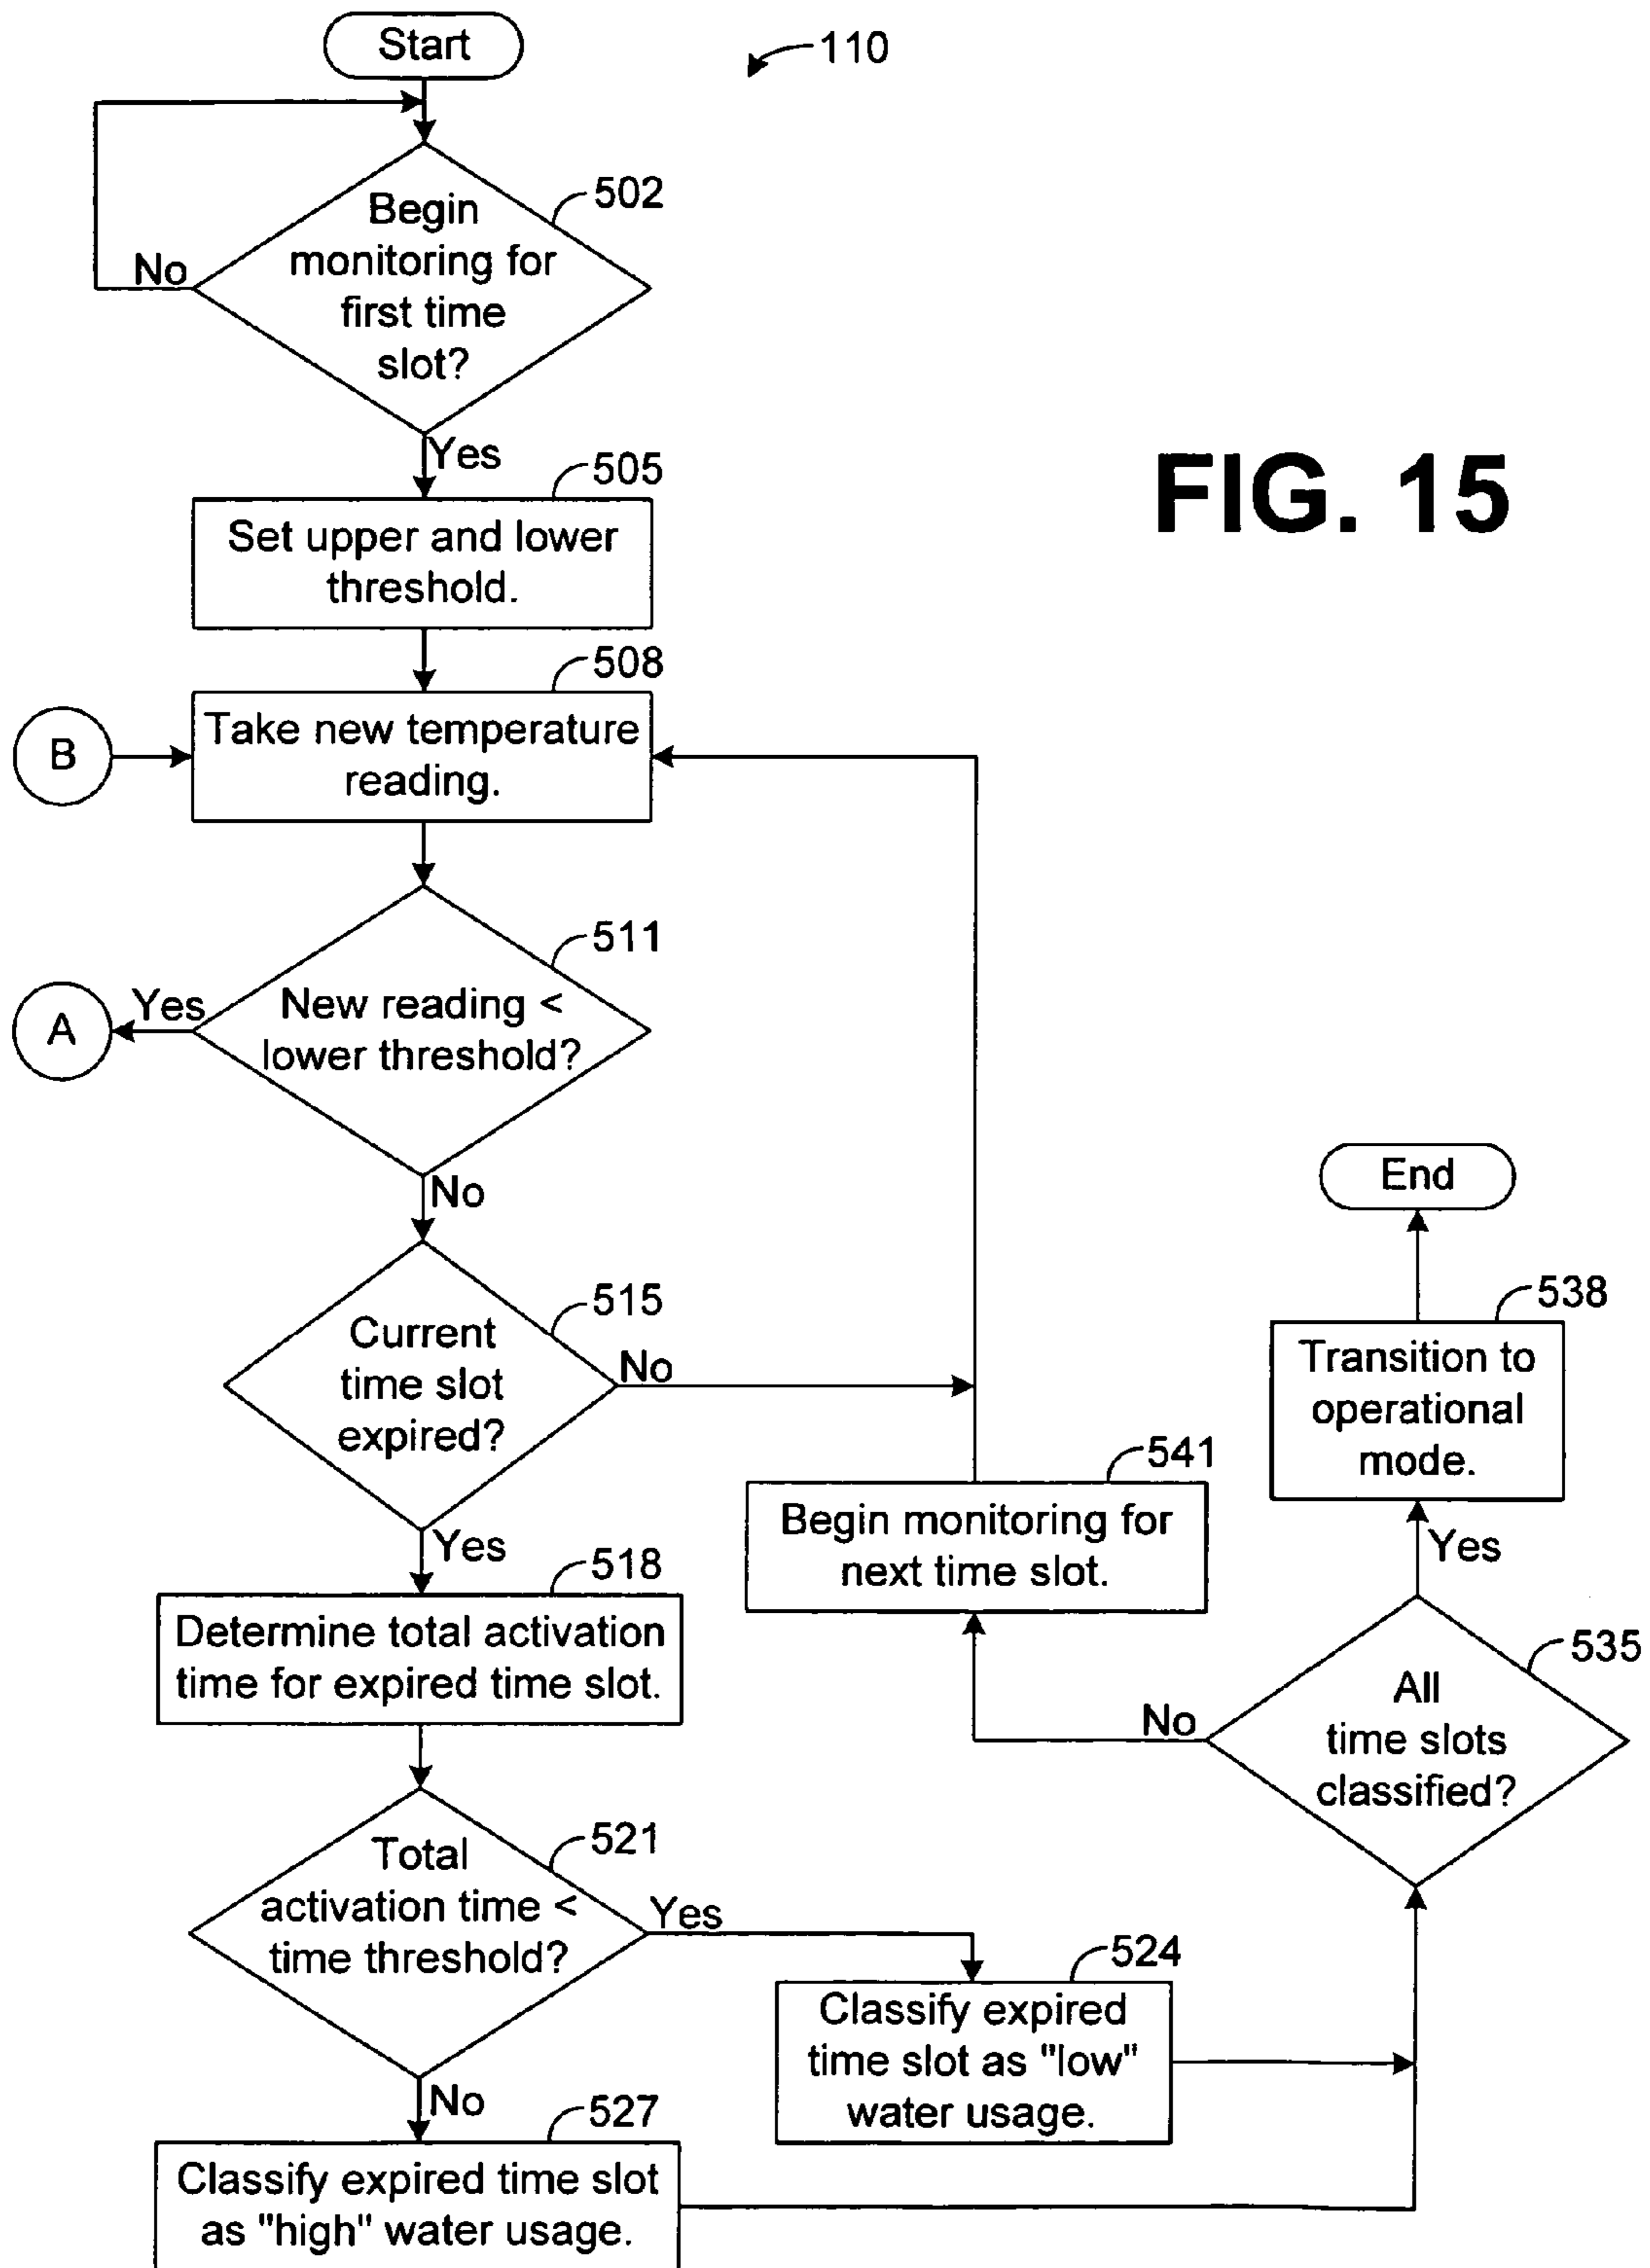 Start
110
502
Begin
monitoring for
first time
slot?
No
Yes
FIG. 15
505
Set upper and lower
threshold.
508
B
Take new temperature
reading.
511
A
Yes
New reading <
lower threshold?
No
515
Current
time slot
expired?
No
Yes
End
538
Transition to
operational
mode.
541
Begin monitoring for
next time slot.
Yes
518
Determine total activation
time for expired time slot.
535
All
time slots
classified?
No
521
Total
activation time <
time threshold?
Yes
No
524
Classify expired
time slot as "low"
water usage.
527
Classify expired time slot
as "high" water usage.